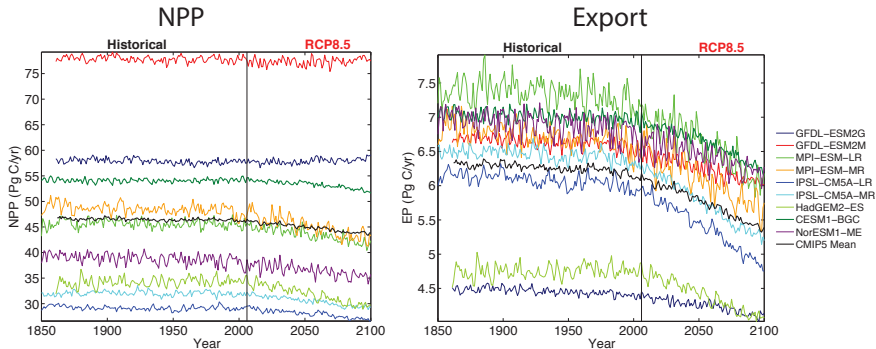 NPP
Historical
RCP8.5
NPP (Pg C/yr)
75
70
65
60
55
50
45
40
35
30
1850
1900
1950
2000
2050
2100
Year
Export
Historical
RCP8.5
EP (Pg C/yr)
7.5
7
6.5
6
5.5
5
4.5
1850
1900
1950
2000
2050
2100
Year
GFDL−ESM2G
GFDL−ESM2M
MPI−ESM−LR
MPI−ESM−MR
IPSL−CM5A−LR
IPSL−CM5A−MR
HadGEM2−ES
CESM1−BGC
NorESM1−ME
CMIP5 Mean